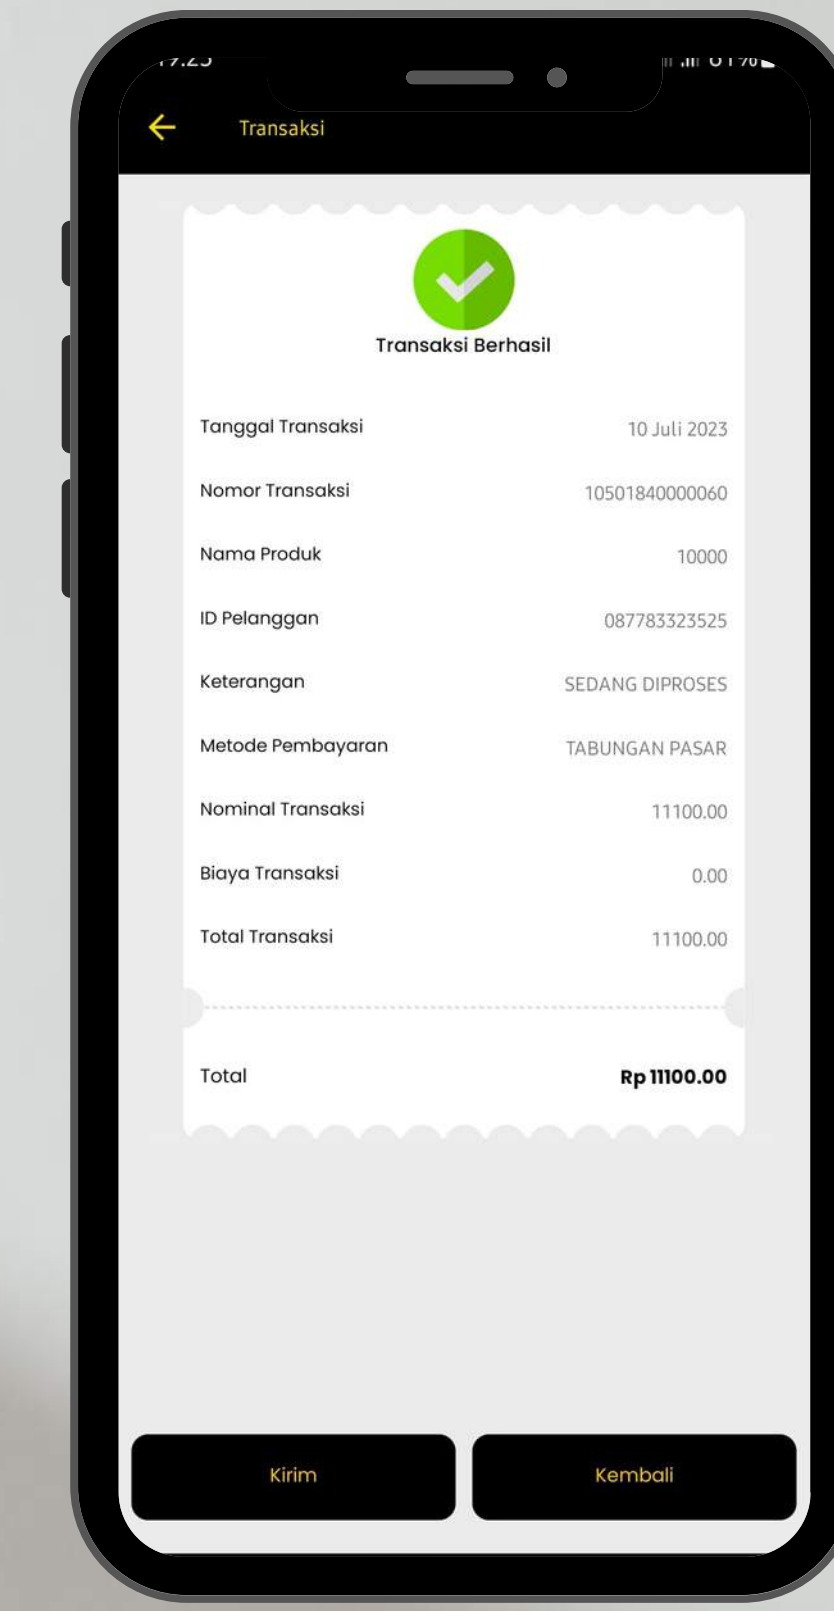 Transaksi
Transaksi Berhasil
Tanggal Transaksi 10 Juli 2023
Nomor Transaksi 10501840000060
Nama Produk 10000
ID Pelanggan 087783323525
Keterangan SEDANG DIPROSES
Metode Pembayaran TABUNGAN PASAR
Nominal Transaksi 11100.00
Biaya Transaksi 0.00
Total Transaksi 11100.00
Total Rp 11100.00
Kirim Kembali